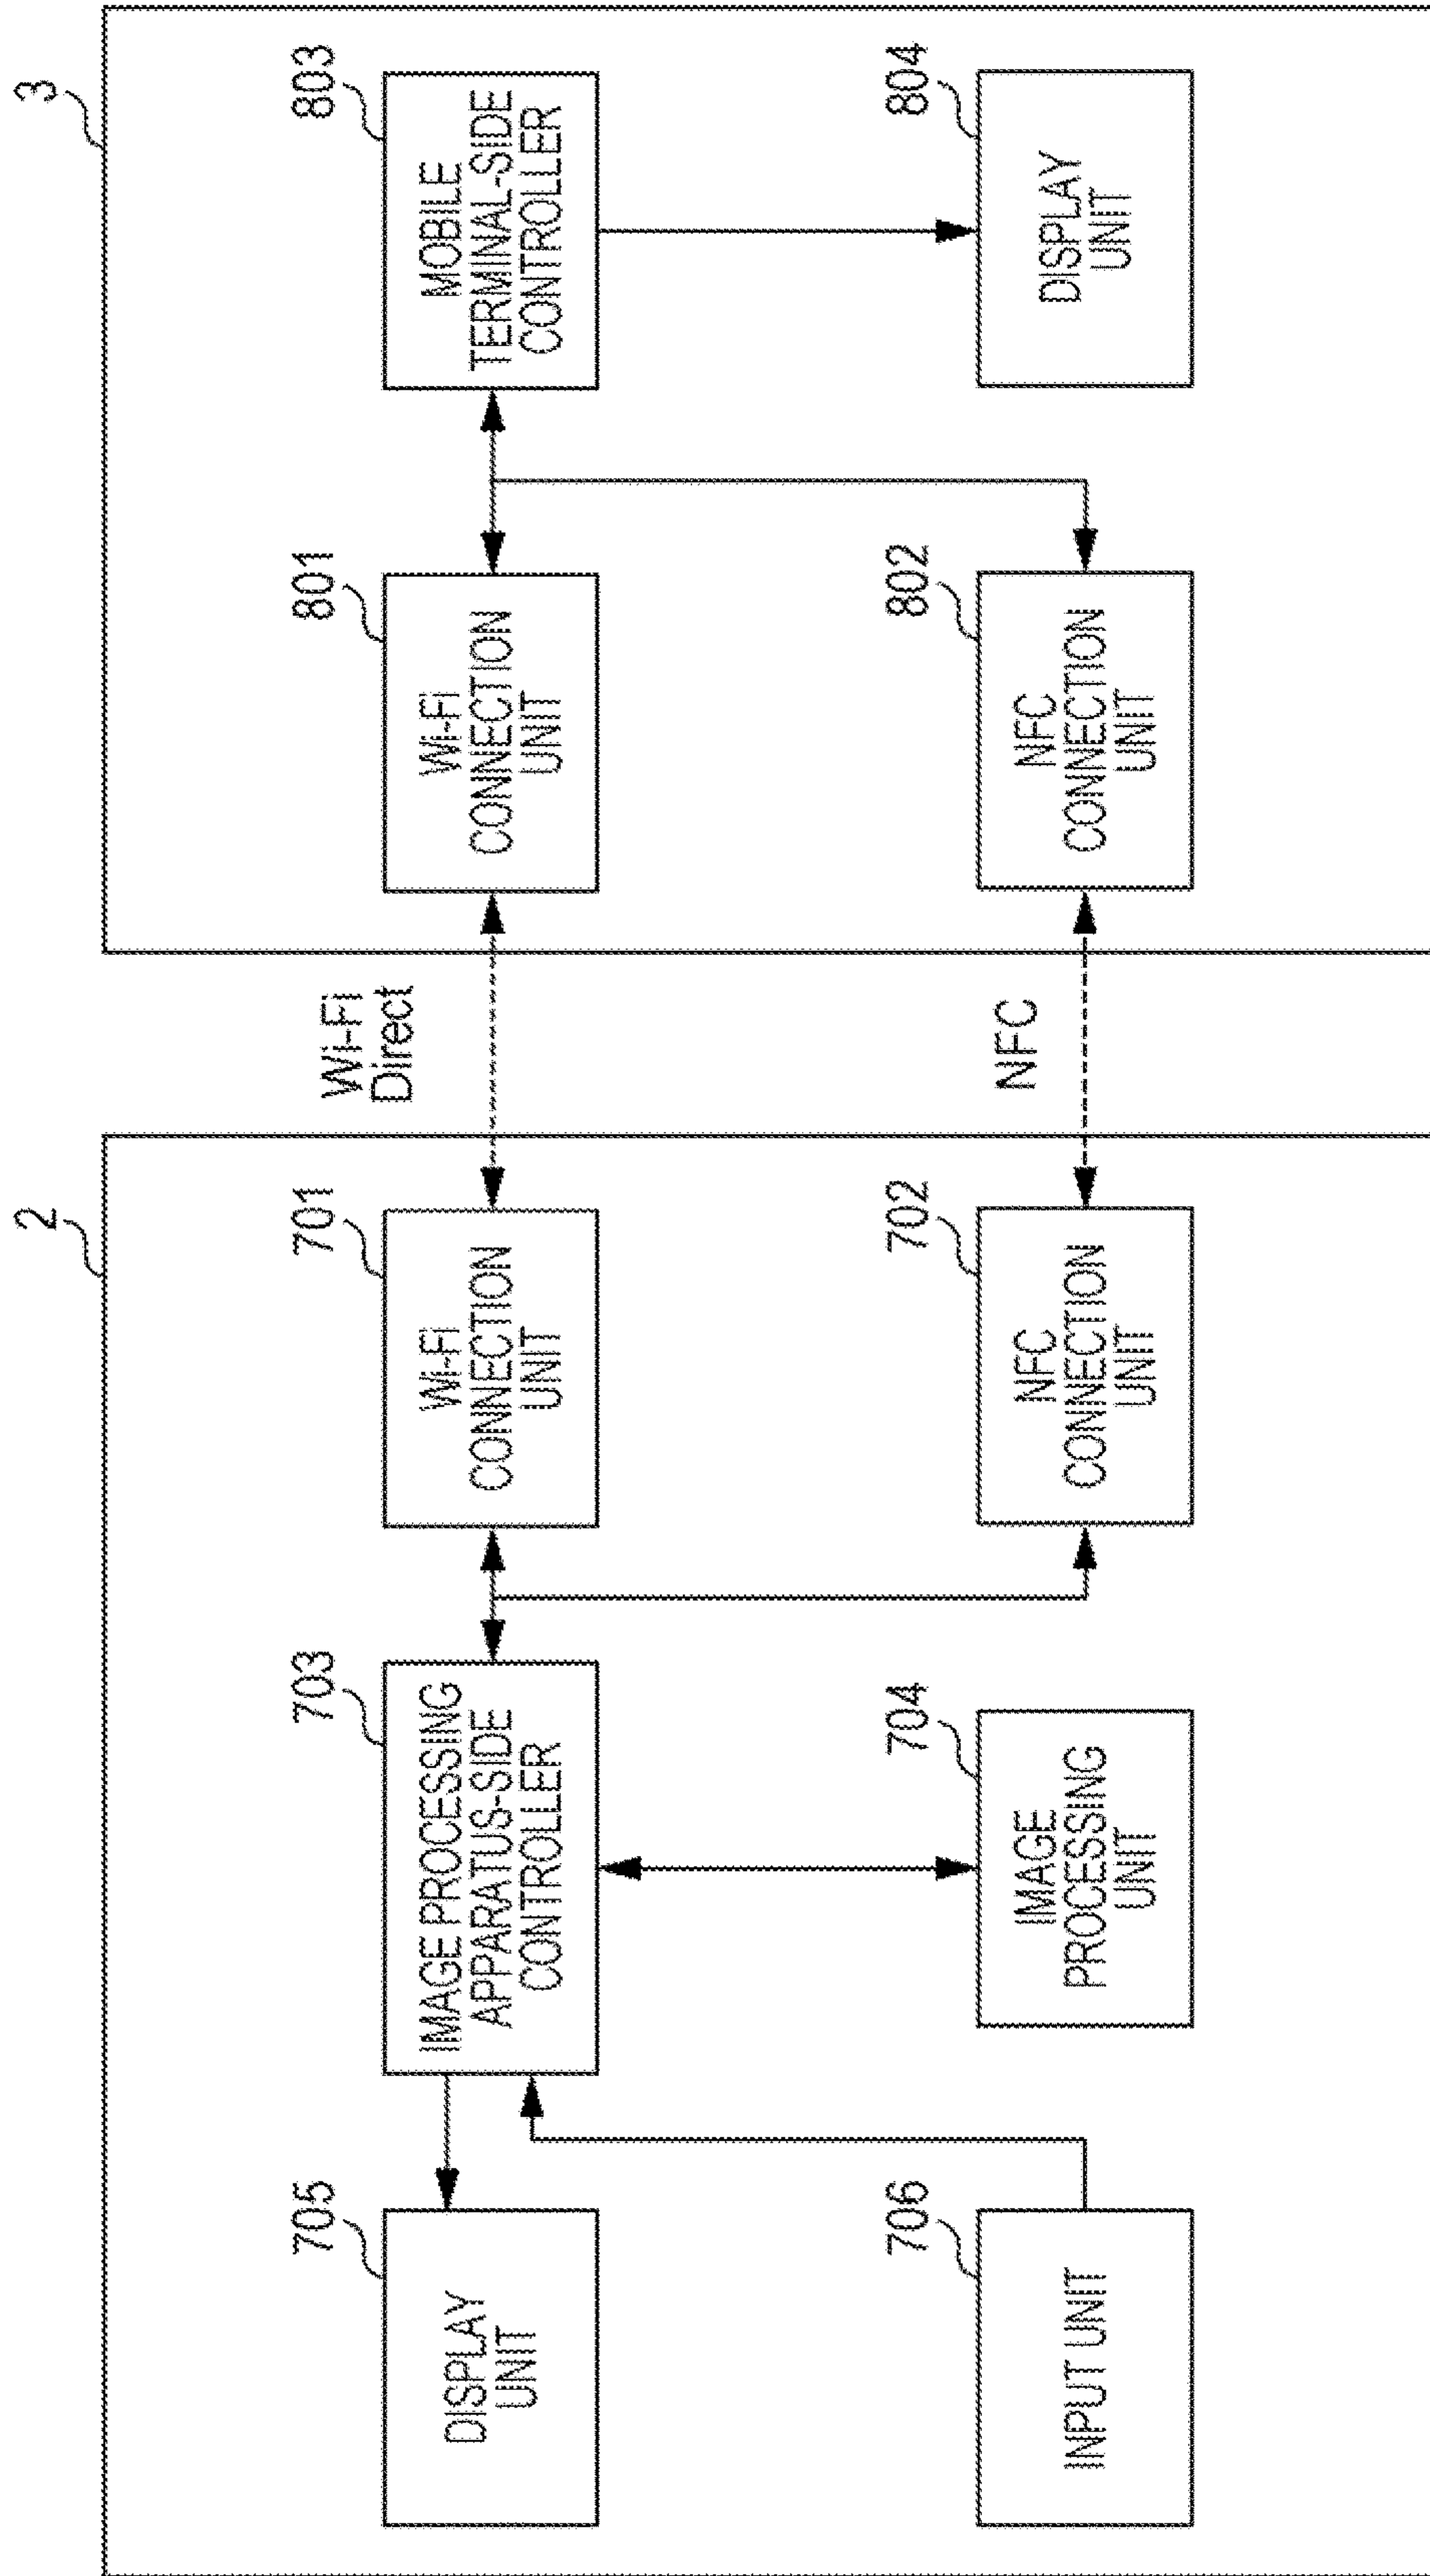 2
705
DISPLAY
UNIT
703
IMAGE PROCESSING
APPARATUS-SIDE
CONTROLLER
701
Wi-Fi
CONNECTION
UNIT
706
INPUT UNIT
704
IMAGE
PROCESSING
UNIT
702
NFC
CONNECTION
UNIT
Wi-Fi
Direct
NFC
3
801
Wi-Fi
CONNECTION
UNIT
803
MOBILE
TERMINAL-SIDE
CONTROLLER
802
NFC
CONNECTION
UNIT
804
DISPLAY
UNIT